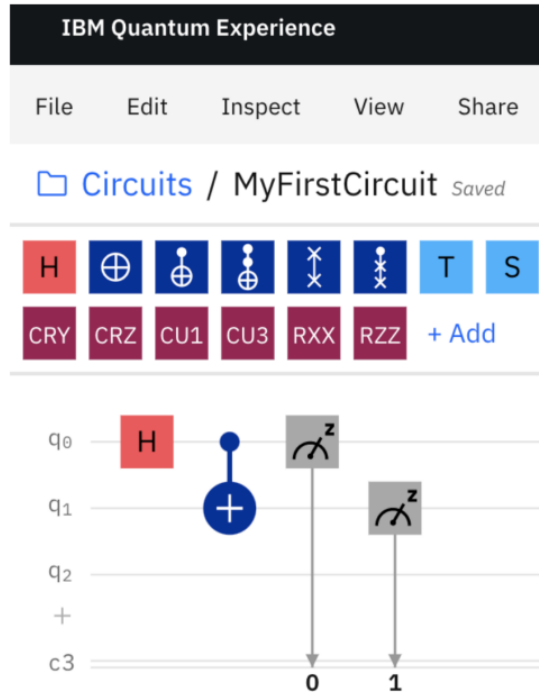 IBM Quantum Experience
File Edit Inspect View Share
Circuits / MyFirstCircuit Saved
H T S
CRY CRZ CU1 CU3 RXX RZZ + Add
q0 H z
q1 z
q2
+
c3
0 1